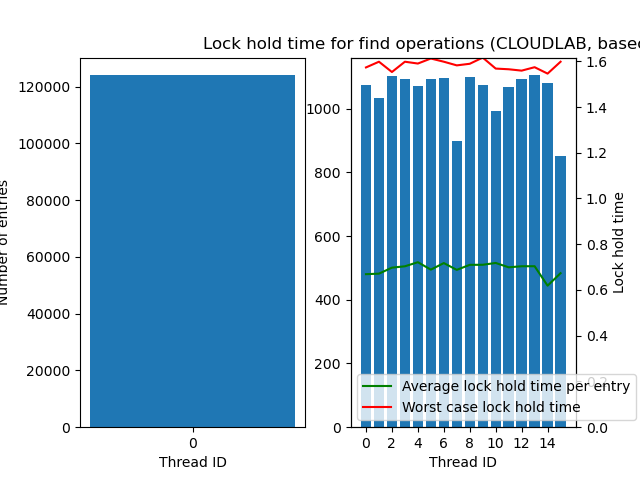 Lock hold time for find operations (CLOUDLAB, based
120000
100000
80000
60000
40000
20000
0
Number of entries
0
Thread ID
1000
800
600
400
200
0
1.6
1.4
1.2
1.0
0.8
0.6
0.4
0.2
0.0
Lock hold time
Average lock hold time per entry
Worst case lock hold time
0 2 4 6 8 10 12 14
Thread ID